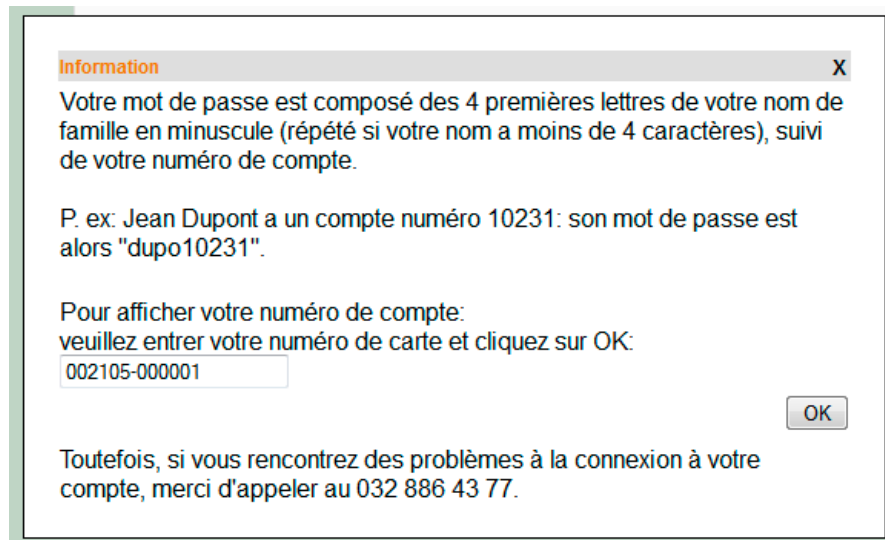 Information X
Votre mot de passe est composé des 4 premières lettres de votre nom de
famille en minuscule (répété si votre nom a moins de 4 caractères), suivi
de votre numéro de compte.
P. ex: Jean Dupont a un compte numéro 10231: son mot de passe est
alors "dupo10231".
Pour afficher votre numéro de compte:
veuillez entrer votre numéro de carte et cliquez sur OK:
002105-000001
OK
Toutefois, si vous rencontrez des problèmes à la connexion à votre
compte, merci d'appeler au 032 886 43 77.